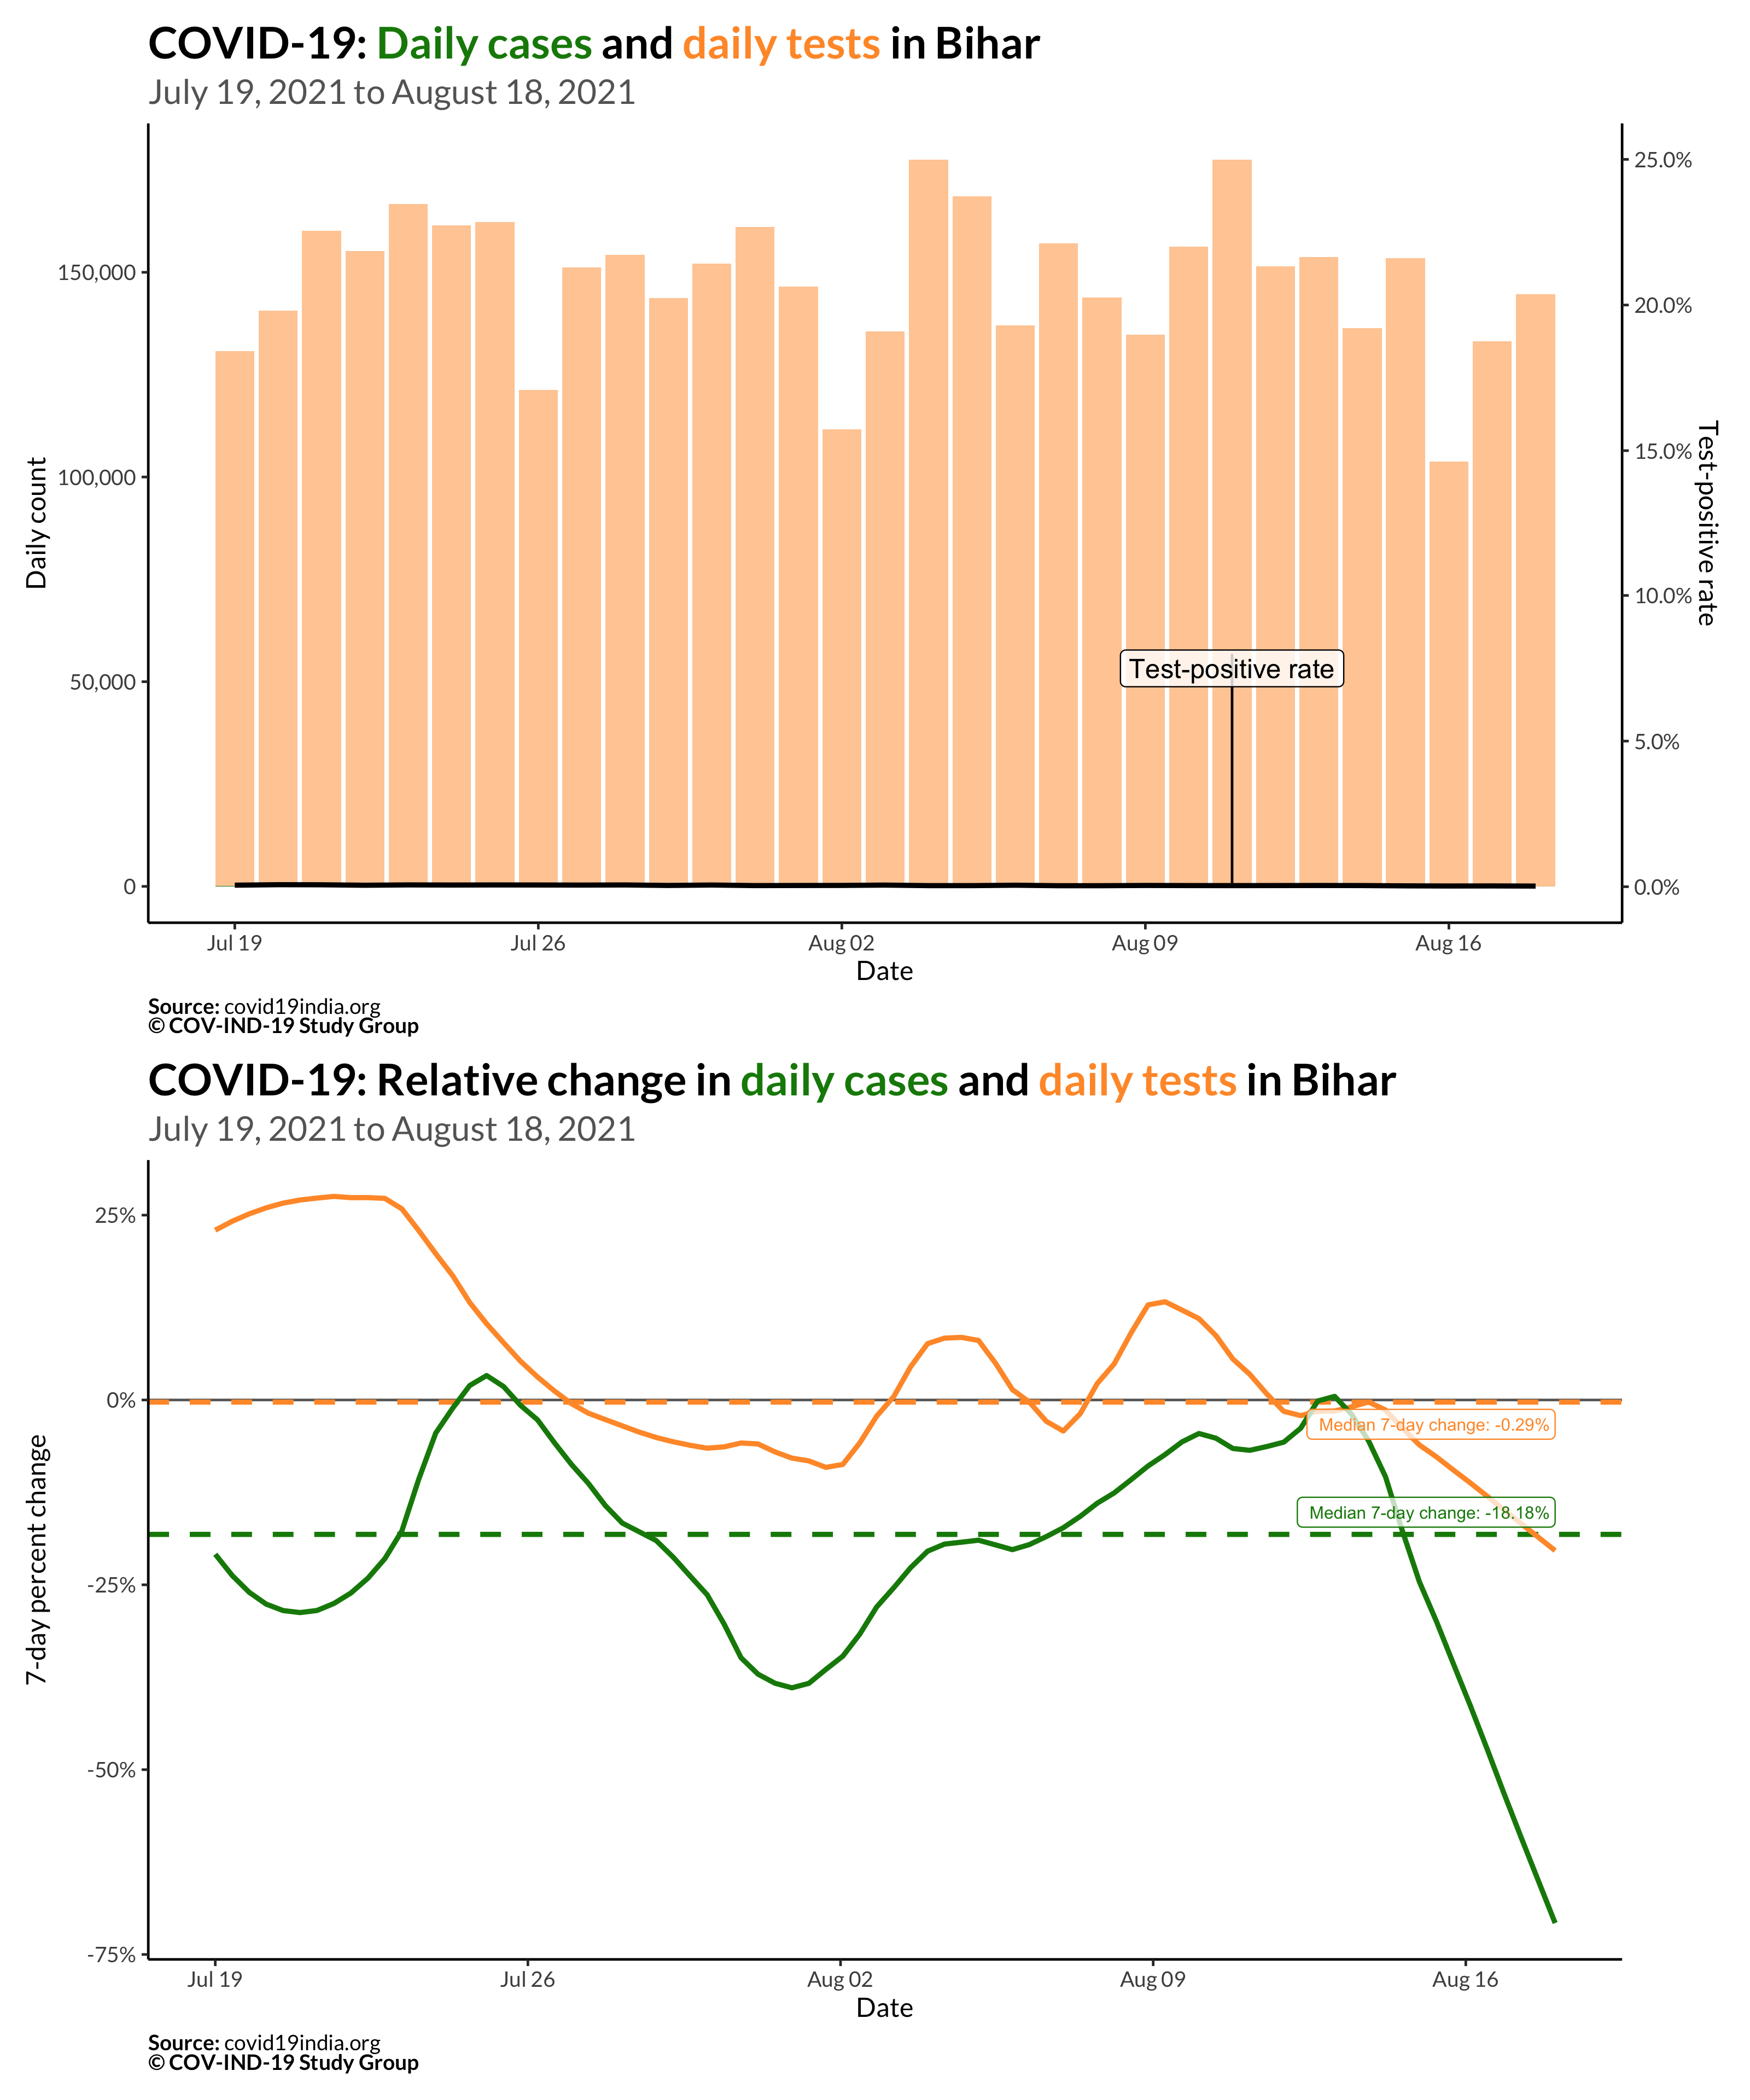 COVID-19: Daily cases and daily tests in Bihar
July 19, 2021 to August 18, 2021
Daily count
150,000
100,000
50,000
0
25.0%
20.0%
15.0%
10.0%
5.0%
0.0%
Test-positive rate
Test-positive rate
Jul 19
Jul 26
Aug 02
Aug 09
Aug 16
Date
Source: covid19india.org
© COV-IND-19 Study Group
COVID-19: Relative change in daily cases and daily tests in Bihar
July 19, 2021 to August 18, 2021
7-day percent change
25%
0%
-25%
-50%
-75%
Median 7-day change: -0.29%
Median 7-day change: -18.18%
Jul 19
Jul 26
Aug 02
Aug 09
Aug 16
Date
Source: covid19india.org
© COV-IND-19 Study Group